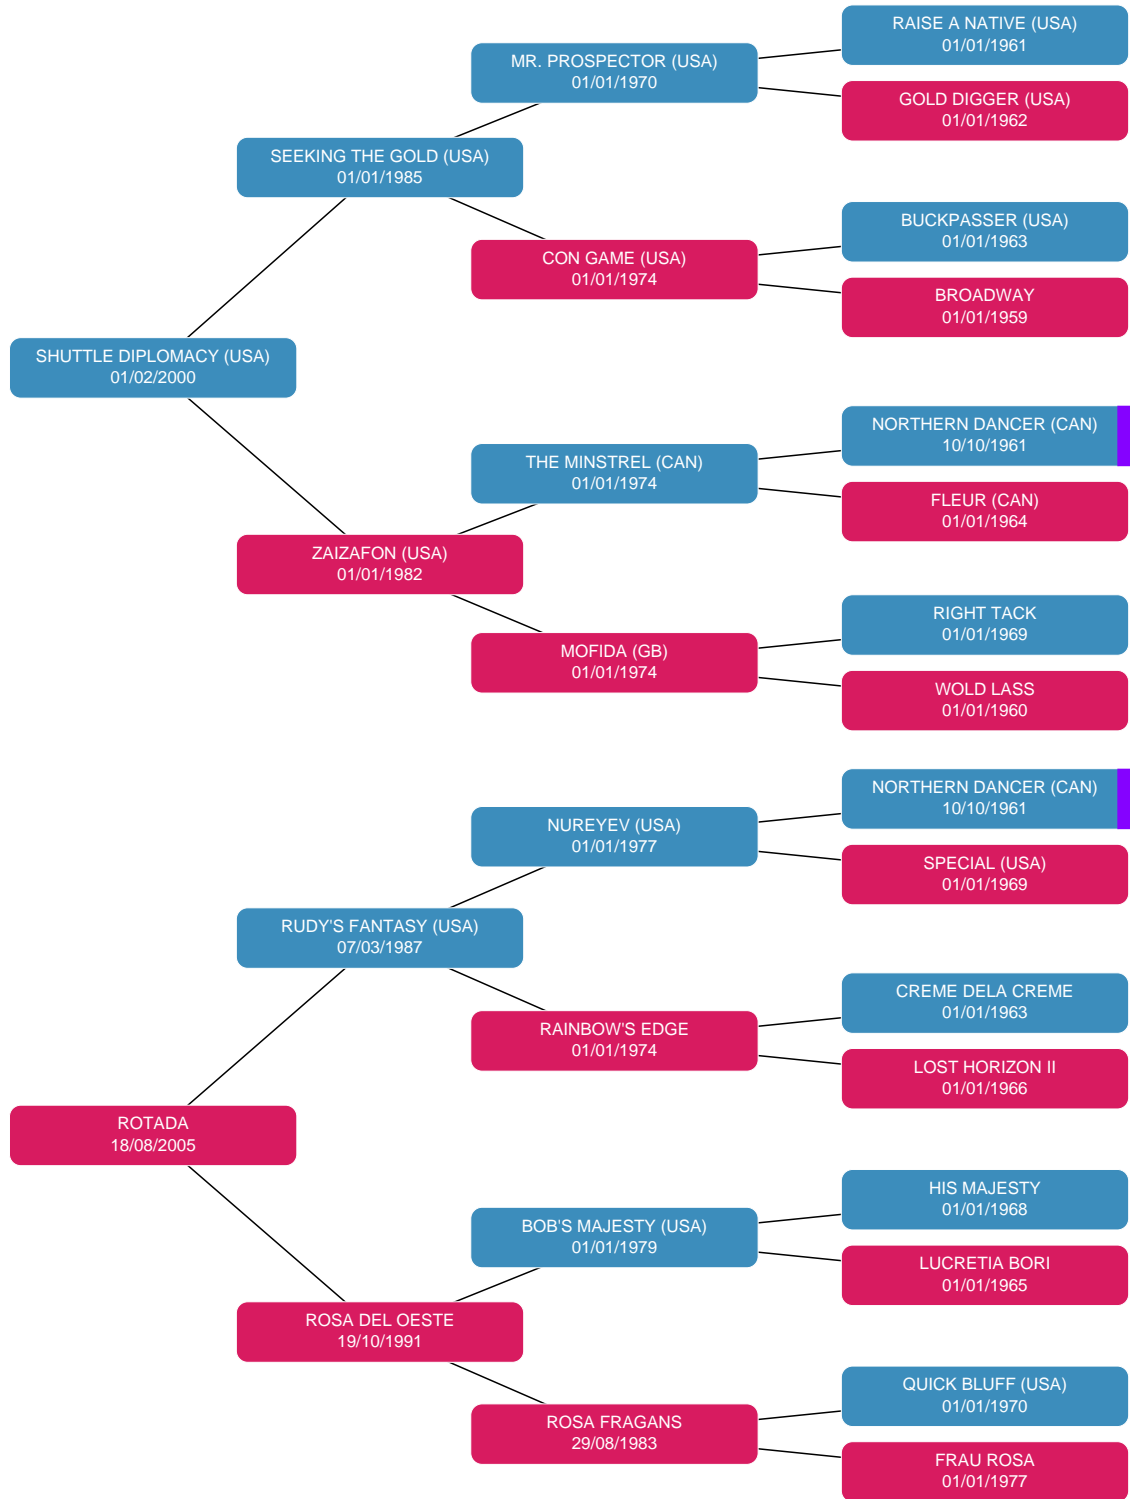 RAISE A NATIVE (USA)
01/01/1961
MR. PROSPECTOR (USA)
01/01/1970
GOLD DIGGER (USA)
01/01/1962
SEEKING THE GOLD (USA)
01/01/1985
BUCKPASSER (USA)
01/01/1963
CON GAME (USA)
01/01/1974
BROADWAY
01/01/1959
SHUTTLE DIPLOMACY (USA)
01/02/2000
NORTHERN DANCER (CAN)
10/10/1961
THE MINSTREL (CAN)
01/01/1974
FLEUR (CAN)
01/01/1964
ZAIZAFON (USA)
01/01/1982
RIGHT TACK
01/01/1969
MOFIDA (GB)
01/01/1974
WOLD LASS
01/01/1960
NORTHERN DANCER (CAN)
10/10/1961
NUREYEV (USA)
01/01/1977
SPECIAL (USA)
01/01/1969
RUDY'S FANTASY (USA)
07/03/1987
CREME DELA CREME
01/01/1963
RAINBOW'S EDGE
01/01/1974
LOST HORIZON II
01/01/1966
ROTADA
18/08/2005
HIS MAJESTY
01/01/1968
BOB'S MAJESTY (USA)
01/01/1979
LUCRETIA BORI
01/01/1965
ROSA DEL OESTE
19/10/1991
QUICK BLUFF (USA)
01/01/1970
ROSA FRAGANS
29/08/1983
FRAU ROSA
01/01/1977